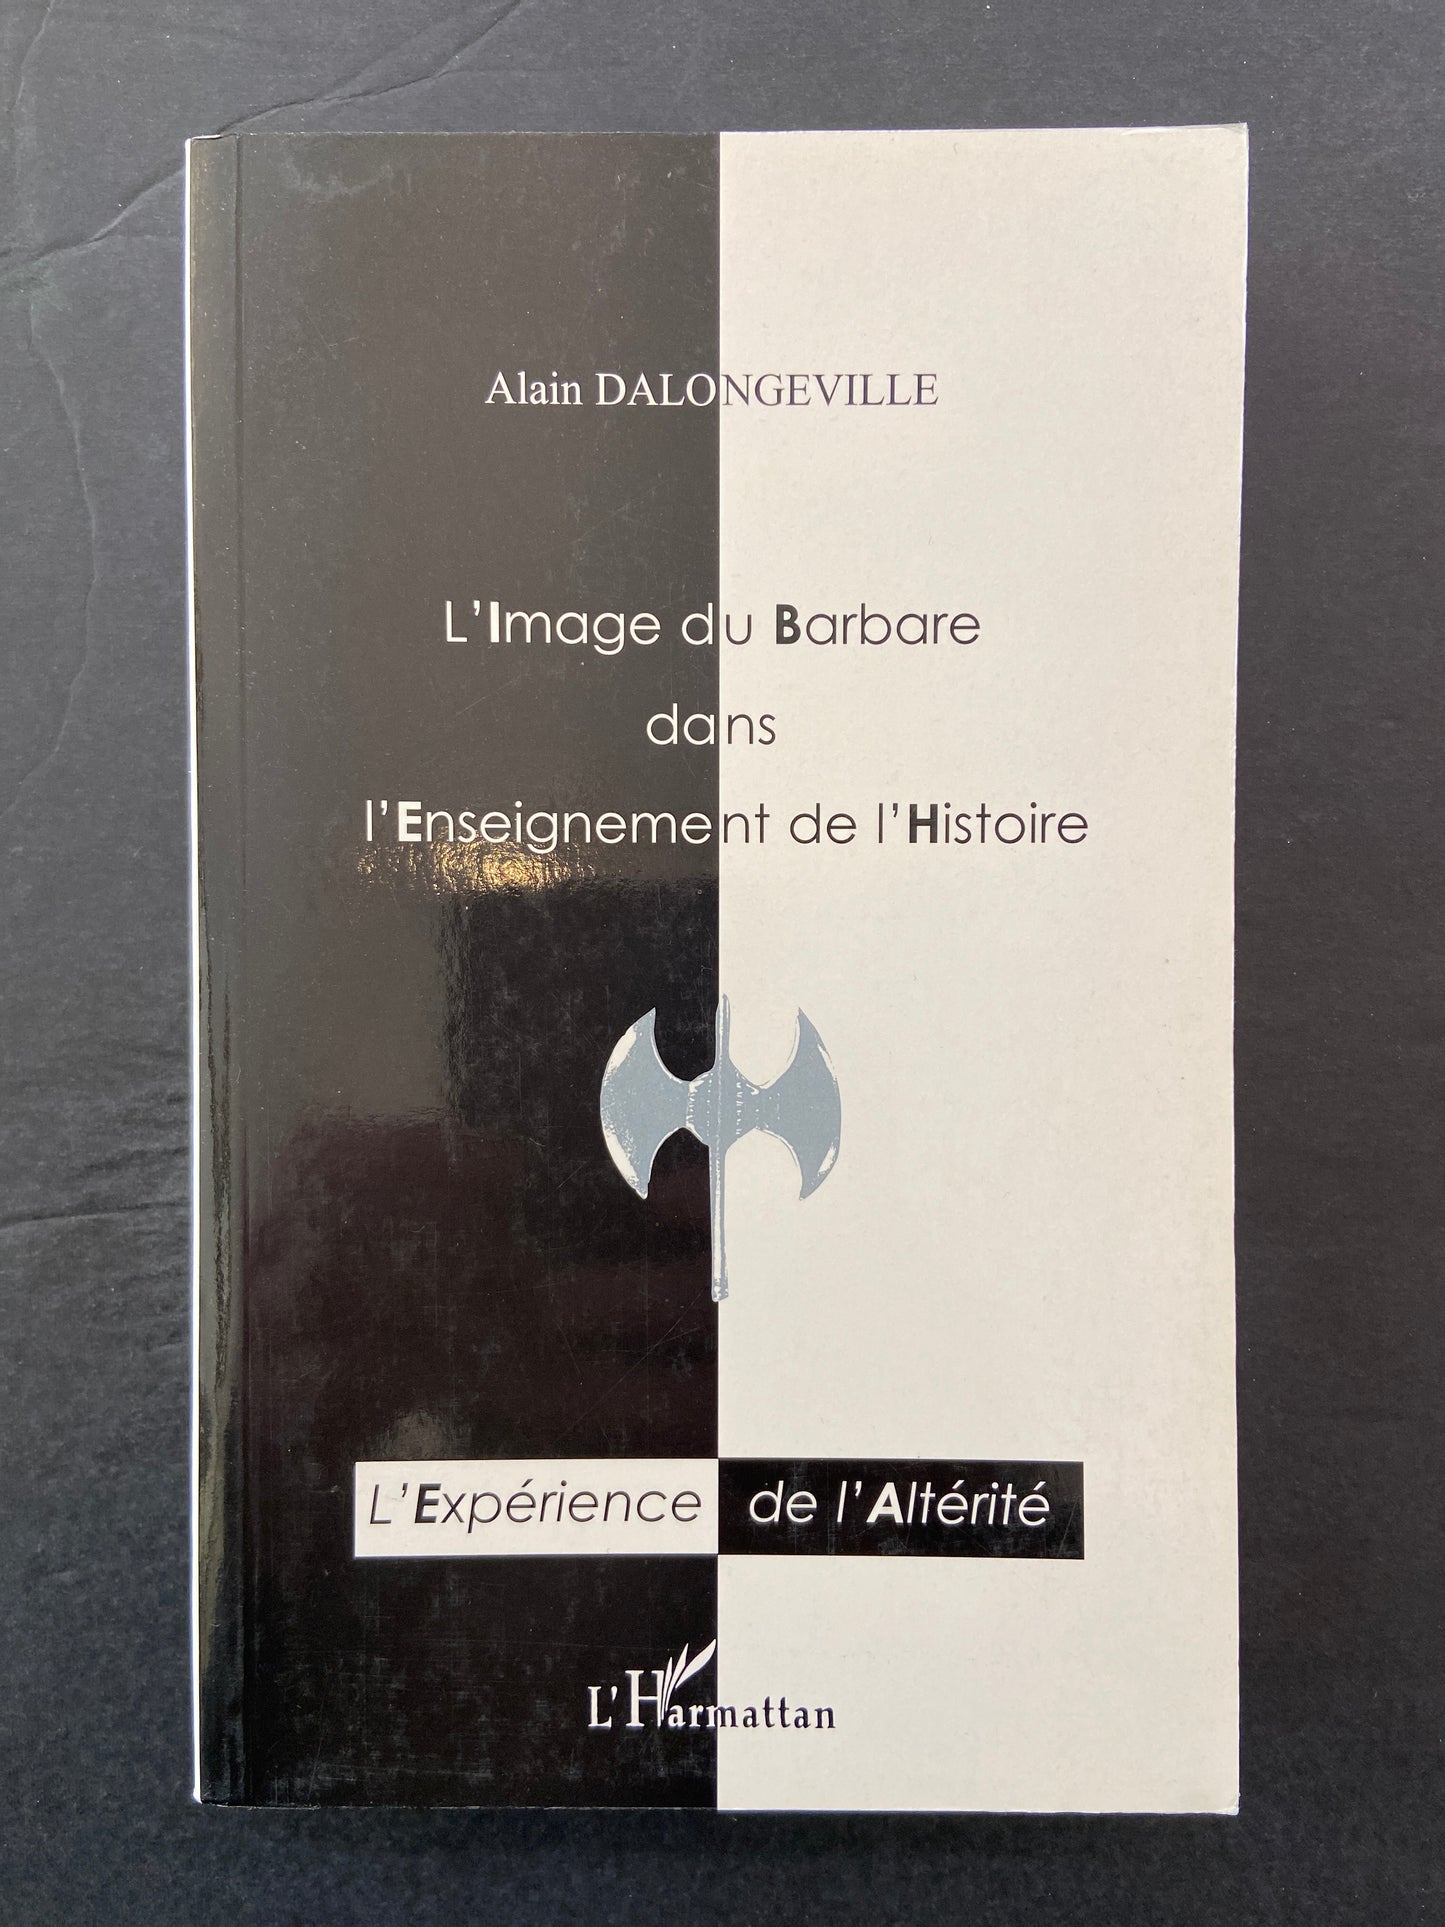 Alain DALONGEVILLE
L'Image du Barbare
dans
l'Enseignement de l'Histoire
L'Expérience de l'Altérité
L'Harmattan